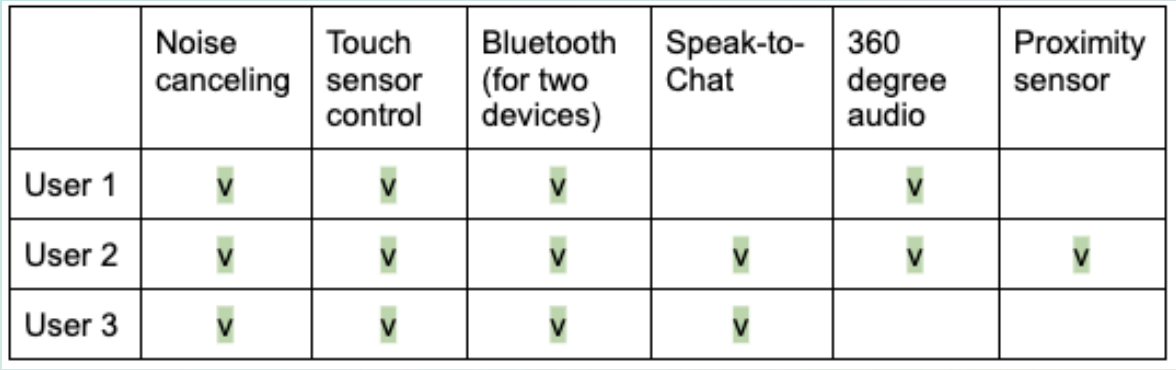 Noise canceling Touch sensor control Bluetooth (for two devices) Speak-to-Chat 360 degree audio Proximity sensor
User 1 v v v v
User 2 v v v v v v
User 3 v v v v